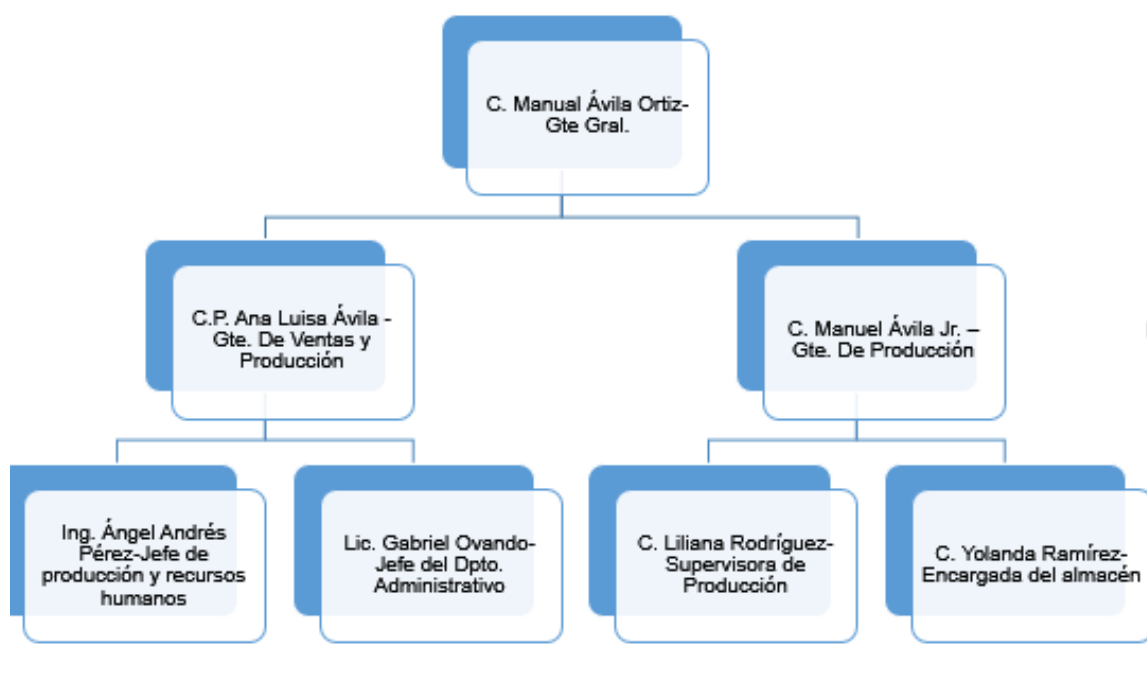 C. Manual Ávila Ortiz-
Gte Gral.
C.P. Ana Luisa Ávila -
Gte. De Ventas y
Producción
C. Manuel Ávila Jr. –
Gte. De Producción
Ing. Ángel Andrés
Pérez-Jefe de
producción y recursos
humanos
Lic. Gabriel Ovando-
Jefe del Dpto.
Administrativo
C. Liliana Rodríguez-
Supervisora de
Producción
C. Yolanda Ramírez-
Encargada del almacén